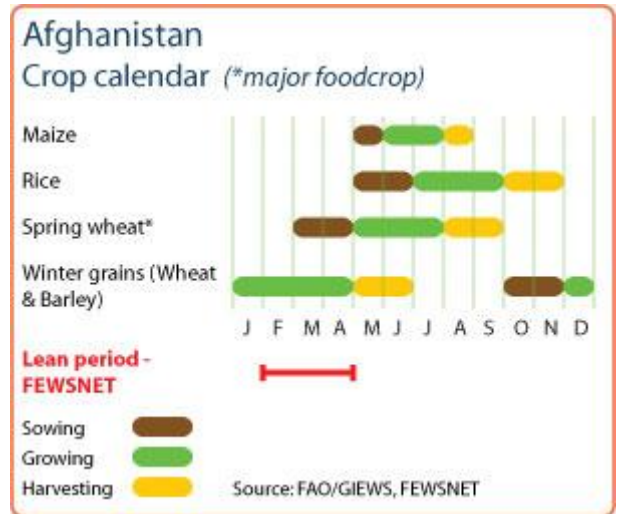 Afghanistan
Crop calendar (*major foodcrop)
Maize
Rice
Spring wheat*
Winter grains (Wheat
& Barley)
J F M A M J J A S O N D
Lean period -
FEWSNET
Sowing
Growing
Harvesting
Source: FAO/GIEWS, FEWSNET